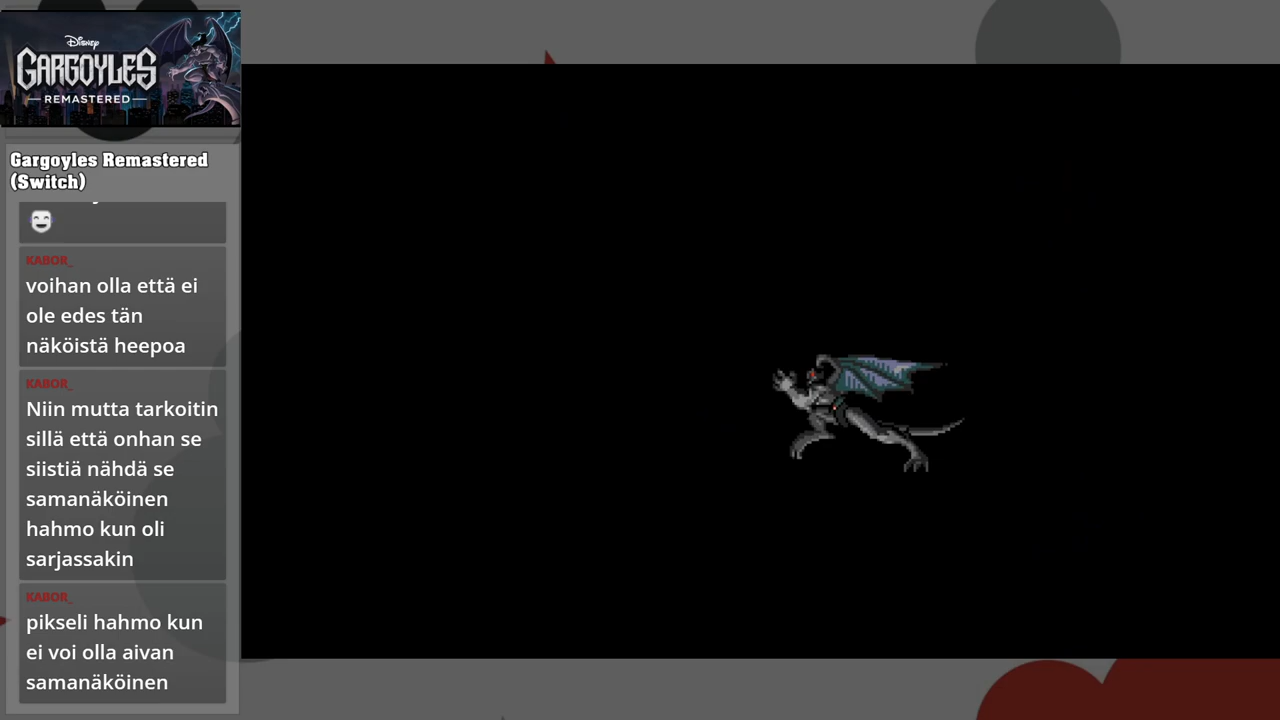 Disney
GARGOYLES
REMASTERED
Gargoyles Remastered
(Switch)
KABOR_
voihan olla että ei
ole edes tän
näköistä heepoa
KABOR_
Niin mutta tarkoitin
sillä että onhan se
siistiä nähdä se
samanäköinen
hahmo kun oli
sarjassakin
KABOR_
pikseli hahmo kun
ei voi olla aivan
samanäköinen